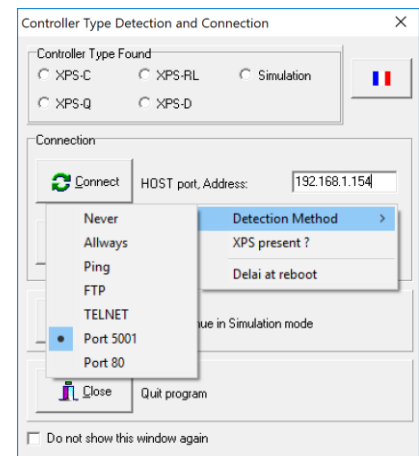 Controller Type Detection and Connection
Controller Type Found
XPS-C XPS-RL Simulation
XPS-Q XPS-D
Connection
Connect HOST port, Address: 192.168.1.154
Detection Method
XPS present ?
Delai at reboot
Never
Allways
Ping
FTP
TELNET
Port 5001
Port 80
in Simulation mode
Close Quit program
Do not show this window again